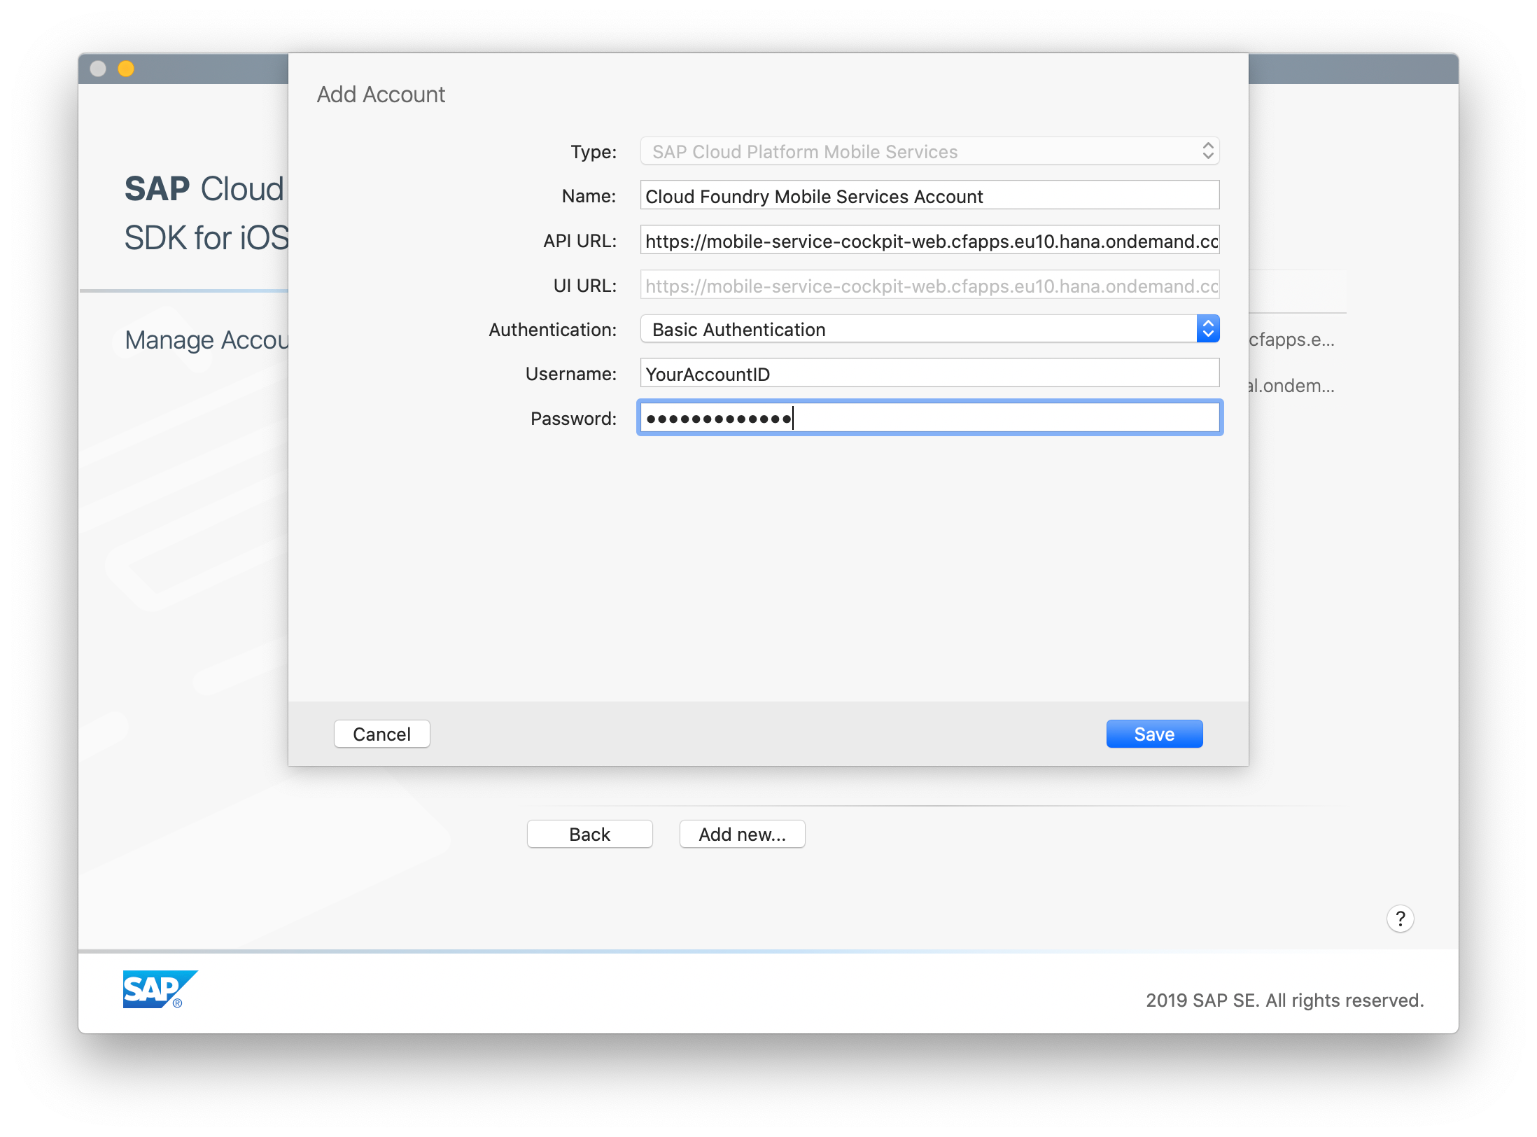 Add Account
Type: SAP Cloud Platform Mobile Services
Name: Cloud Foundry Mobile Services Account
API URL: https://mobile-service-cockpit-web.cfapps.eu10.hana.ondemand.cc
UI URL: https://mobile-service-cockpit-web.cfapps.eu10.hana.ondemand.cc
Authentication: Basic Authentication
Username: YourAccountID
Password: •••••••••••••
Cancel
Save
SAP Cloud
SDK for iOS
Manage Accou
cfapps.e...
al.ondem...
Back
Add new...
?
SAP®
2019 SAP SE. All rights reserved.